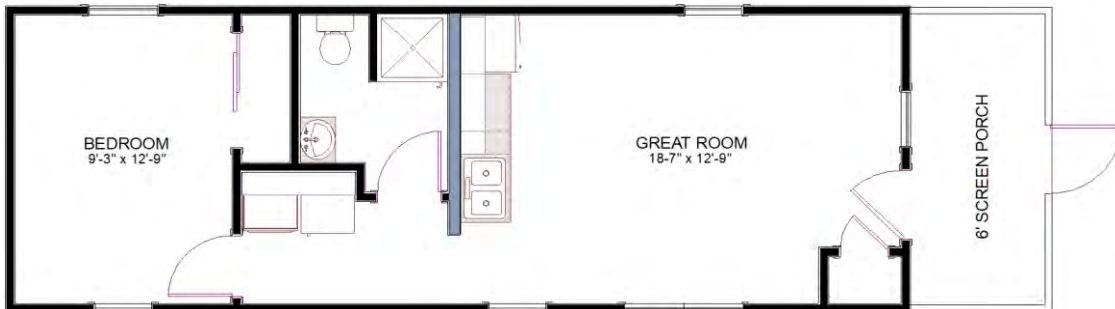 BEDROOM
9'-3" x 12'-9"
GREAT ROOM
18-7" x 12'-9"
6' SCREEN PORCH